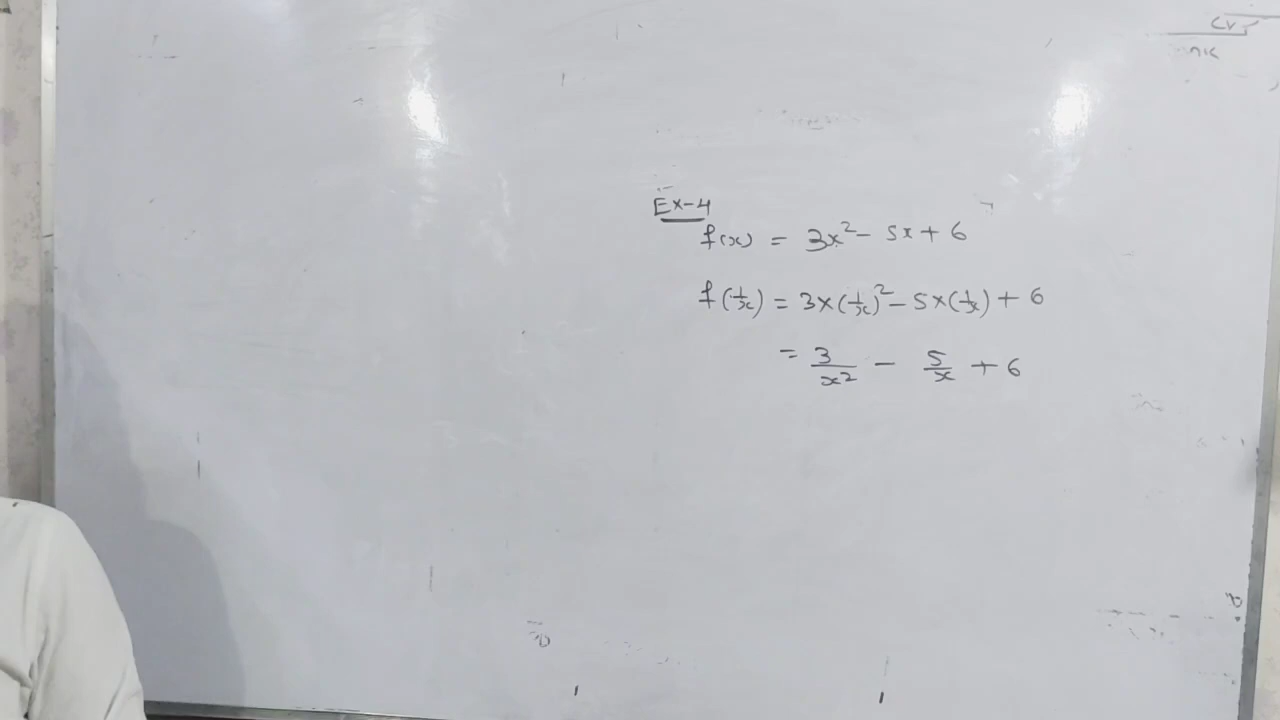 Ex-4
f(x) = 3x² - 5x + 6
f(1/x) = 3×(1/x)² - 5×(1/x) + 6
= 3/x² - 5/x + 6